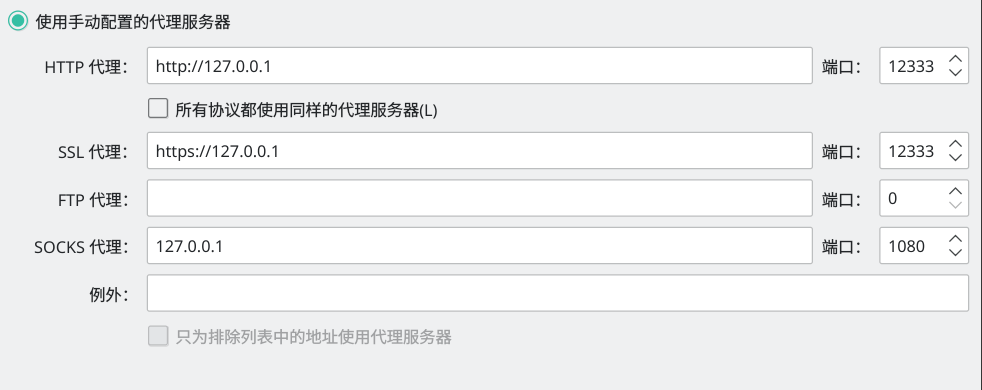 使用手动配置的代理服务器
HTTP 代理： http://127.0.0.1 端口： 12333
所有协议都使用同样的代理服务器(L)
SSL 代理： https://127.0.0.1 端口： 12333
FTP 代理： 端口： 0
SOCKS 代理： 127.0.0.1 端口： 1080
例外：
只为排除列表中的地址使用代理服务器